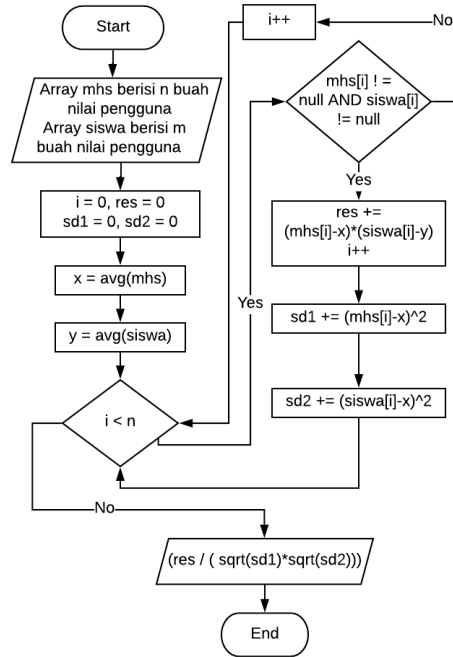 Start
Array mhs berisi n buah
nilai pengguna
Array siswa berisi m
buah nilai pengguna
i = 0, res = 0
sd1 = 0, sd2 = 0
x = avg(mhs)
y = avg(siswa)
i < n
Yes
No
i++
No
mhs[i] ! =
null AND siswa[i]
!= null
Yes
res +=
(mhs[i]-x)*(siswa[i]-y)
i++
sd1 += (mhs[i]-x)^2
sd2 += (siswa[i]-x)^2
(res / ( sqrt(sd1)*sqrt(sd2)))
End